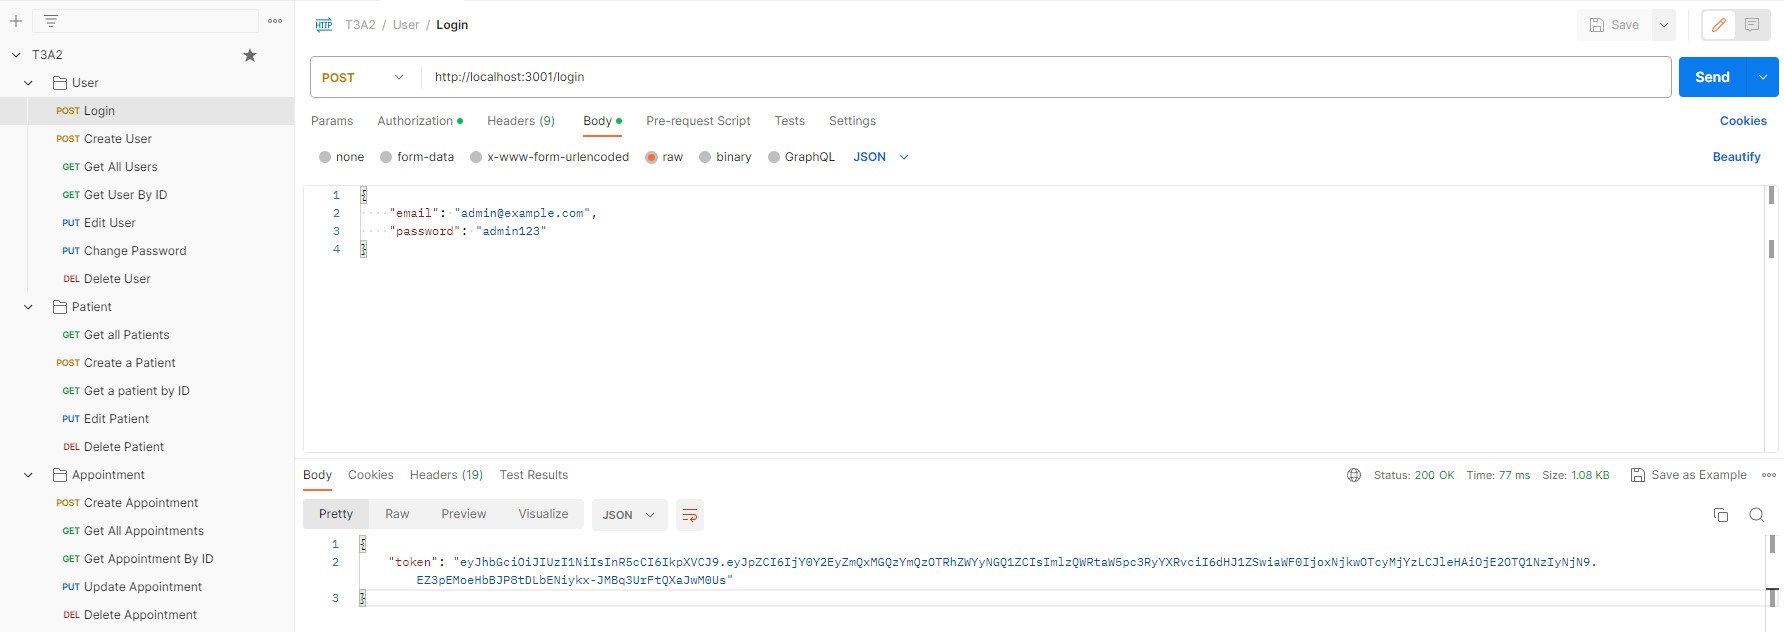 HTTP T3A2 / User / Login
Save
T3A2
User
POST Login
POST Create User
GET Get All Users
GET Get User By ID
PUT Edit User
PUT Change Password
DEL Delete User
Patient
GET Get all Patients
POST Create a Patient
GET Get a patient by ID
PUT Edit Patient
DEL Delete Patient
Appointment
POST Create Appointment
GET Get All Appointments
GET Get Appointment By ID
PUT Update Appointment
DEL Delete Appointment
POST http://localhost:3001/login
Send
Params Authorization Headers (9) Body Pre-request Script Tests Settings
Cookies
none form-data x-www-form-urlencoded raw binary GraphQL JSON
Beautify
1 {
2 "email": "admin@example.com",
3 "password": "admin123"
4 }
Body Cookies Headers (19) Test Results
Status: 200 OK Time: 77 ms Size: 1.08 KB Save as Example
Pretty Raw Preview Visualize JSON
1 {
2 "token": "eyJhbGciOiJIUzI1NiIsInR5cCI6IkpXVCJ9.eyJpZCI6IjY0Y2EyZmQxMGQzYmQzOTRhZWYyNGQ1ZCIsImlzQWRtaW5pc3RyYXRvciI6dHJ1ZSwiaWF0IjoxNjkwOTcyMjYzLCJleHAiOjE2OTQ1NzIyNjN9.
EZ3pEMoeHbBJP8tDLbENiykx-JMBq3UrFtQXaJwM0Us"
3 }